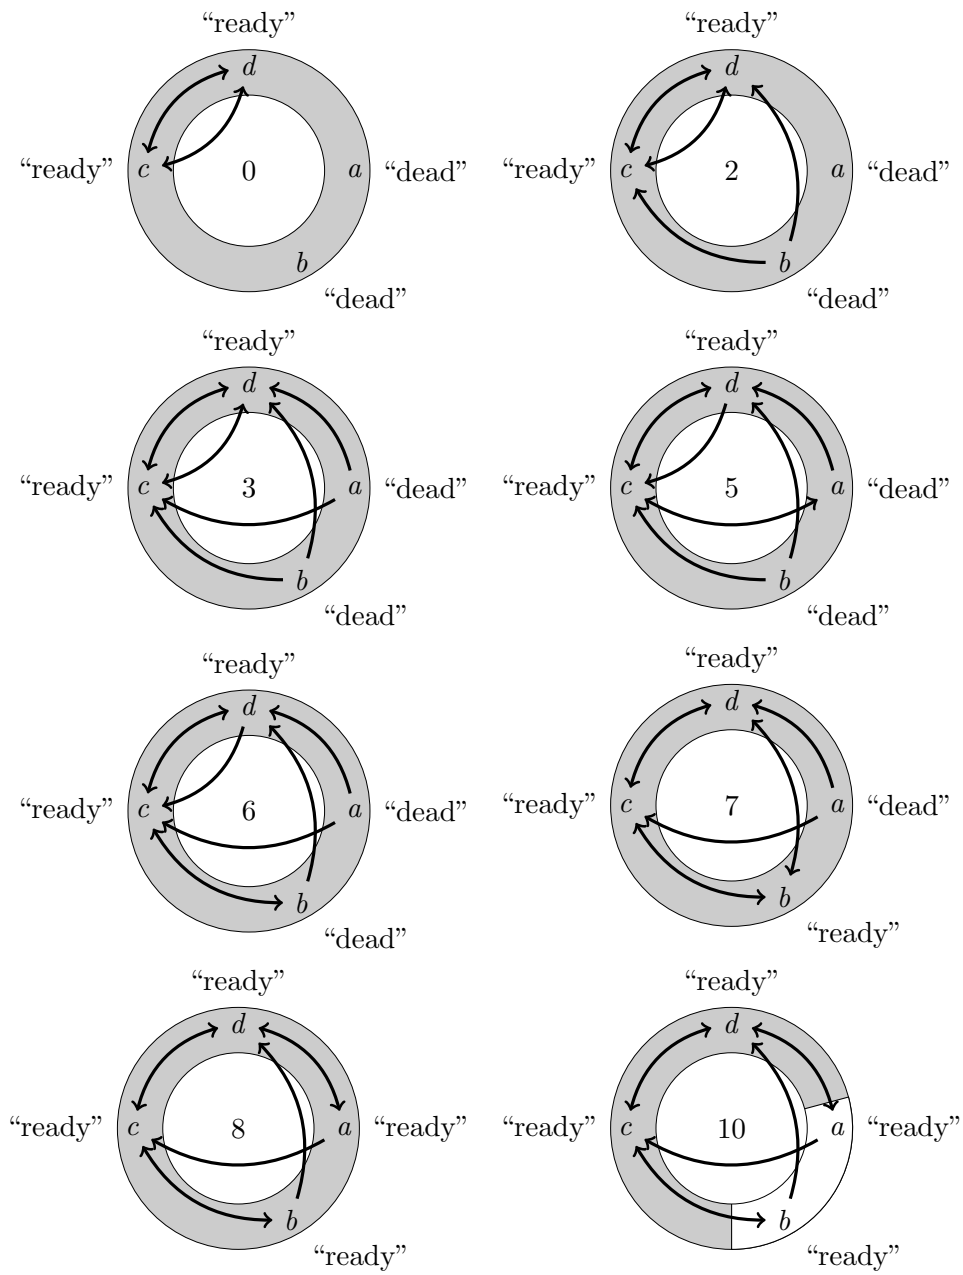 “ready” “ready”
d d
“ready” c 0 a “dead” “ready” c 2 a “dead”
b b
“dead” “dead”
“ready” “ready”
d d
“ready” c 3 a “dead” “ready” c 5 a “dead”
b b
“dead” “dead”
“ready” “ready”
d d
“ready” c 6 a “dead” “ready” c 7 a “dead”
b b
“dead” “ready”
“ready” “ready”
d d
“ready” c 8 a “ready” “ready” c 10 a “ready”
b b
“ready” “ready”